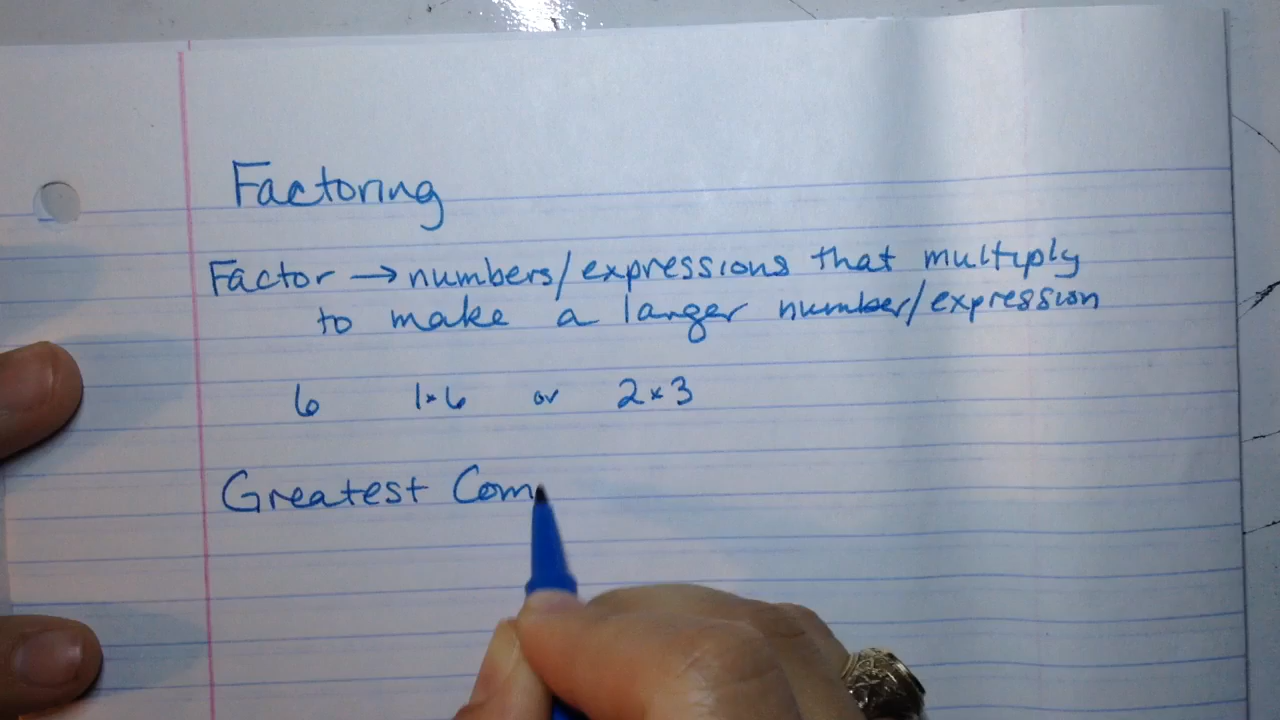 Factoring
Factor → numbers/expressions that multiply
to make a larger number/expression
6 1×6 or 2×3
Greatest Com